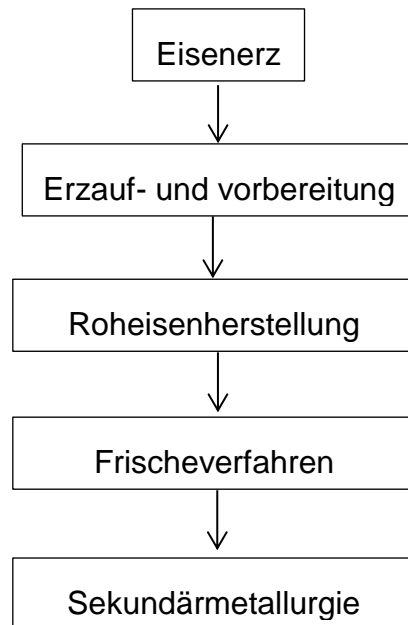 Eisenerz
Erzauf- und vorbereitung
Roheisenherstellung
Frischeverfahren
Sekundärmetallurgie